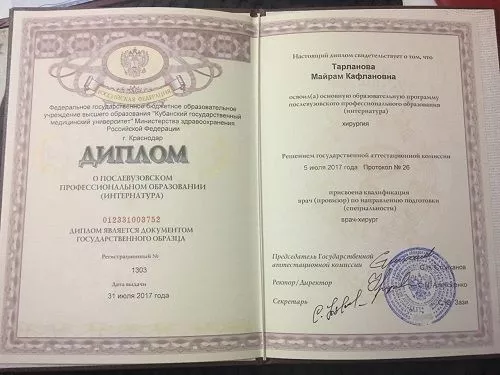 РОССИЙСКАЯ ФЕДЕРАЦИЯ
Федеральное государственное бюджетное образовательное
учреждение высшего образования "Кубанский государственный
медицинский университет" Министерства здравоохранения
Российской Федерации
г. Краснодар
ДИПЛОМ
О ПОСЛЕВУЗОВСКОМ
ПРОФЕССИОНАЛЬНОМ ОБРАЗОВАНИИ
(ИНТЕРНАТУРА)
012331003752
ДИПЛОМ ЯВЛЯЕТСЯ ДОКУМЕНТОМ
ГОСУДАРСТВЕННОГО ОБРАЗЦА
Регистрационный №
1303
Дата выдачи
31 июля 2017 года
Настоящий диплом свидетельствует о том, что
Тарланова
Майрам Кафлановна
освоил(а) основную образовательную программу
послевузовского профессионального образования
(интернатура)
хирургия
Решением государственной аттестационной комиссии
5 июля 2017 года Протокол № 26
присвоена квалификация
врач (провизор) по направлению подготовки
(специальности)
врач-хирург
Председатель Государственной
аттестационной комиссии
Ректор/ Директор
Секретарь